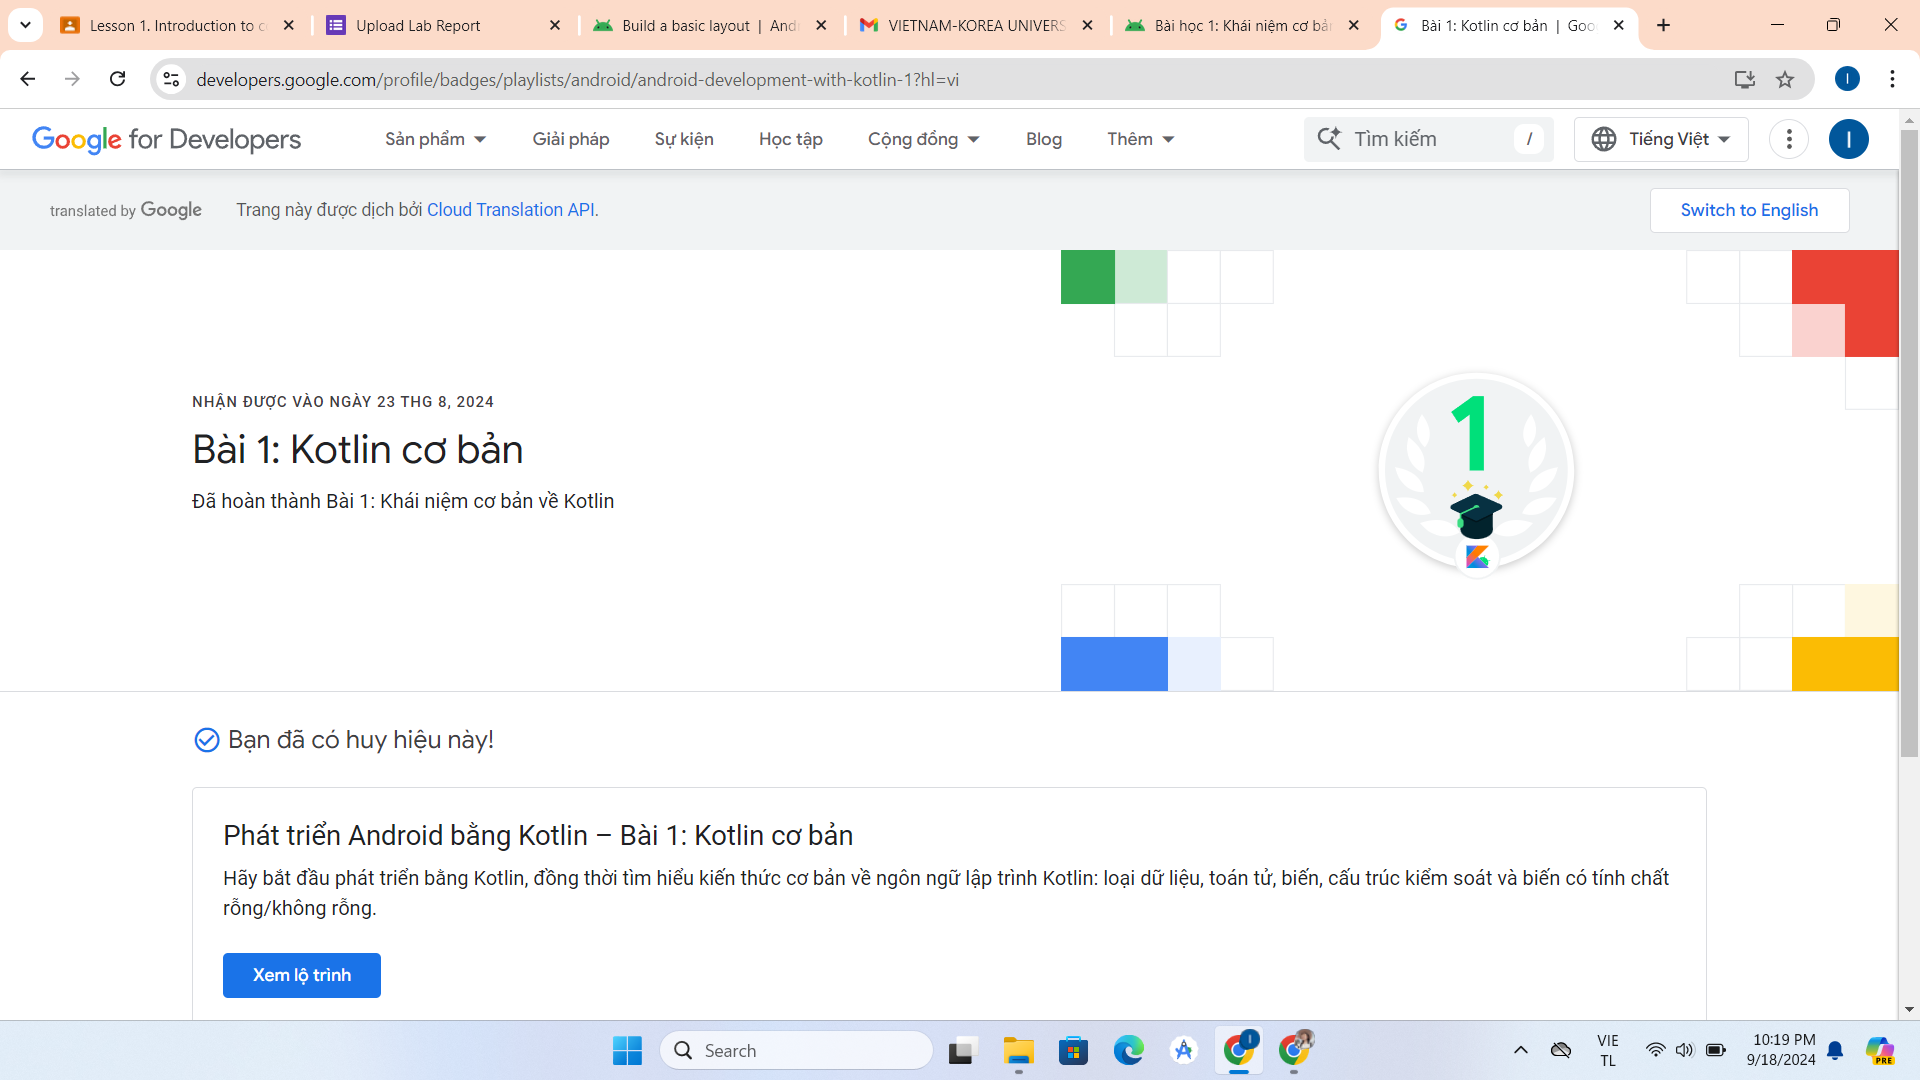 Lesson 1. Introduction to c
Upload Lab Report
Build a basic layout | And
VIETNAM-KOREA UNIVERS
Bài học 1: Khái niệm cơ bản
Bài 1: Kotlin cơ bản | Goo
developers.google.com/profile/badges/playlists/android/android-development-with-kotlin-1?hl=vi
I
Google for Developers
Sản phẩm
Giải pháp
Sự kiện
Học tập
Cộng đồng
Blog
Thêm
Tìm kiếm
/
Tiếng Việt
I
translated by Google
Trang này được dịch bởi Cloud Translation API.
Switch to English
NHẬN ĐƯỢC VÀO NGÀY 23 THG 8, 2024
Bài 1: Kotlin cơ bản
Đã hoàn thành Bài 1: Khái niệm cơ bản về Kotlin
1
Bạn đã có huy hiệu này!
Phát triển Android bằng Kotlin – Bài 1: Kotlin cơ bản
Hãy bắt đầu phát triển bằng Kotlin, đồng thời tìm hiểu kiến thức cơ bản về ngôn ngữ lập trình Kotlin: loại dữ liệu, toán tử, biến, cấu trúc kiểm soát và biến có tính chất
rỗng/không rỗng.
Xem lộ trình
Search
I
VIE
TL
10:19 PM
9/18/2024
PRE